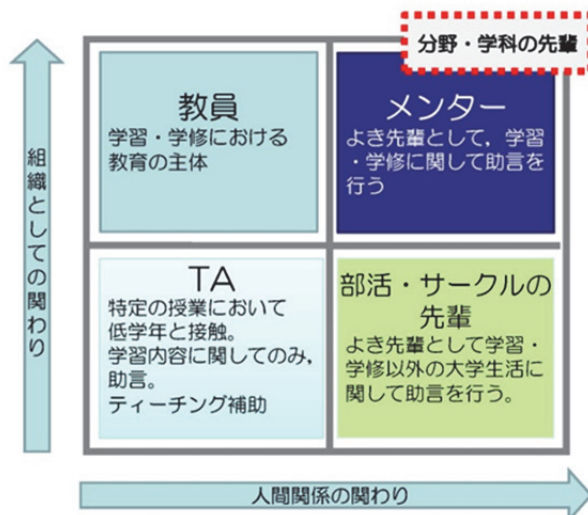 分野・学科の先輩
組織としての関わり
教員
学習・学修における
教育の主体
メンター
よき先輩として，学習
・学修に関して助言を
行う
TA
特定の授業において
低学年と接触。
学習内容に関してのみ，
助言。
ティーチング補助
部活・サークルの
先輩
よき先輩として学習・
学修以外の大学生活に
関して助言を行う。
人間関係の関わり